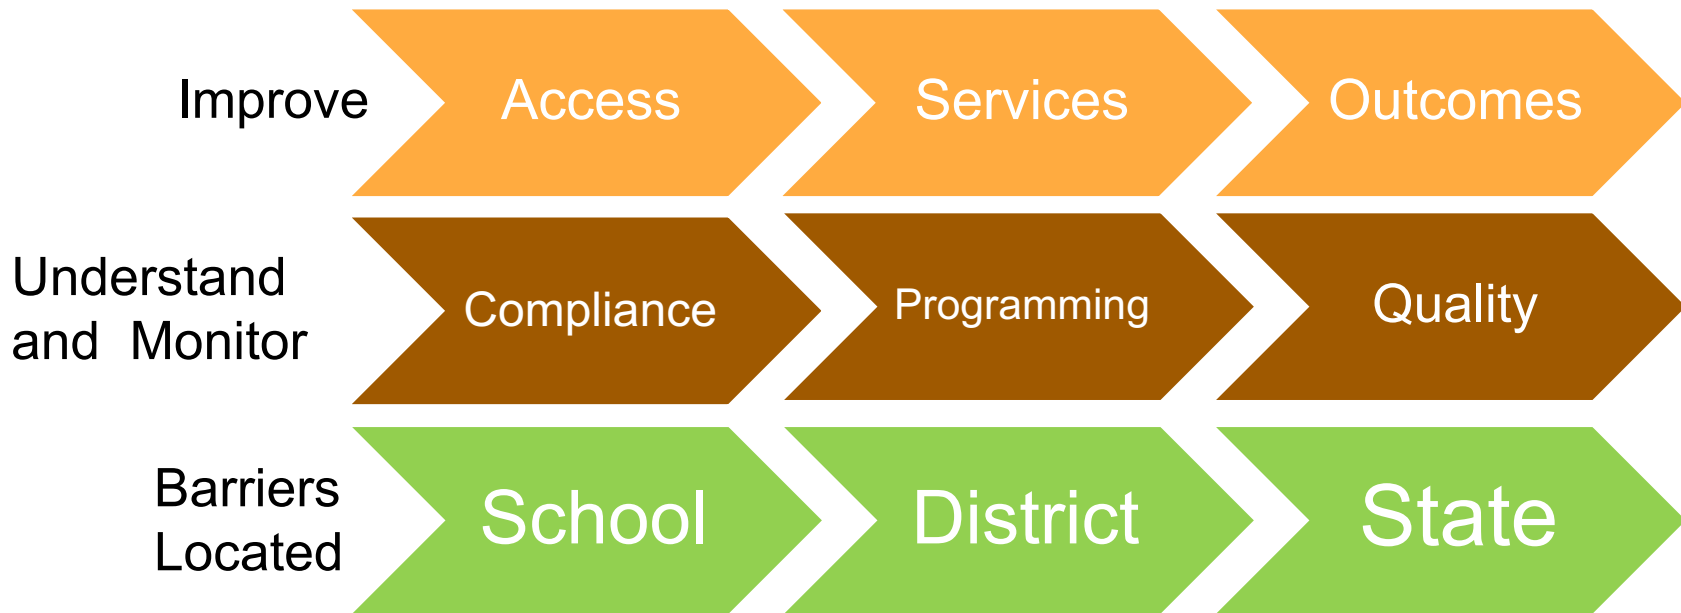 Improve
Access
Services
Outcomes
Understand
and Monitor
Compliance
Programming
Quality
Barriers
Located
School
District
State